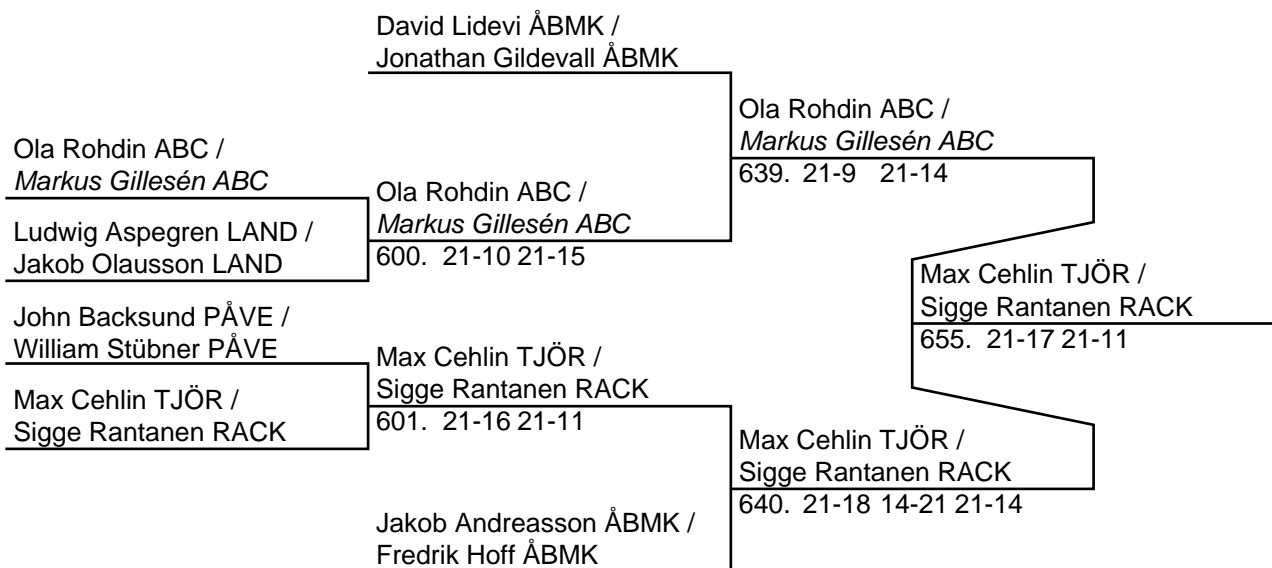 David Lidevi ÅBMK /
Jonathan Gildevall ÅBMK
Ola Rohdin ABC /
Markus Gillesén ABC
639. 21-9 21-14
Ola Rohdin ABC /
Markus Gillesén ABC
Ola Rohdin ABC /
Markus Gillesén ABC
600. 21-10 21-15
Ludwig Aspegren LAND /
Jakob Olausson LAND
Max Cehlin TJÖR /
Sigge Rantanen RACK
655. 21-17 21-11
John Backsund PÅVE /
William Stübner PÅVE
Max Cehlin TJÖR /
Sigge Rantanen RACK
601. 21-16 21-11
Max Cehlin TJÖR /
Sigge Rantanen RACK
Max Cehlin TJÖR /
Sigge Rantanen RACK
640. 21-18 14-21 21-14
Jakob Andreasson ÅBMK /
Fredrik Hoff ÅBMK